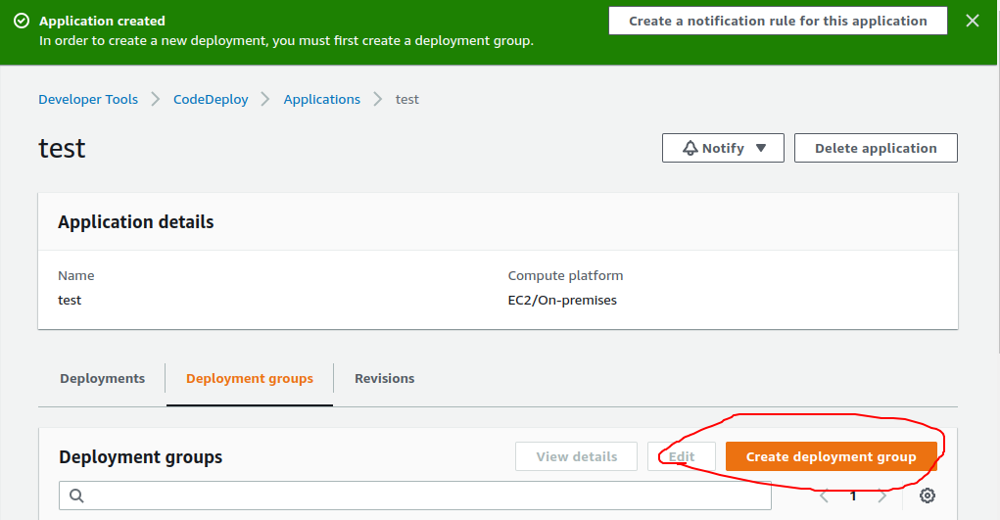 Application created
Create a notification rule for this application
In order to create a new deployment, you must first create a deployment group.
Developer Tools
CodeDeploy
Applications
test
test
Notify
Delete application
Application details
Name
Compute platform
test
EC2/On-premises
Deployments
Deployment groups
Revisions
Deployment groups
View details
Edit
Create deployment group
1